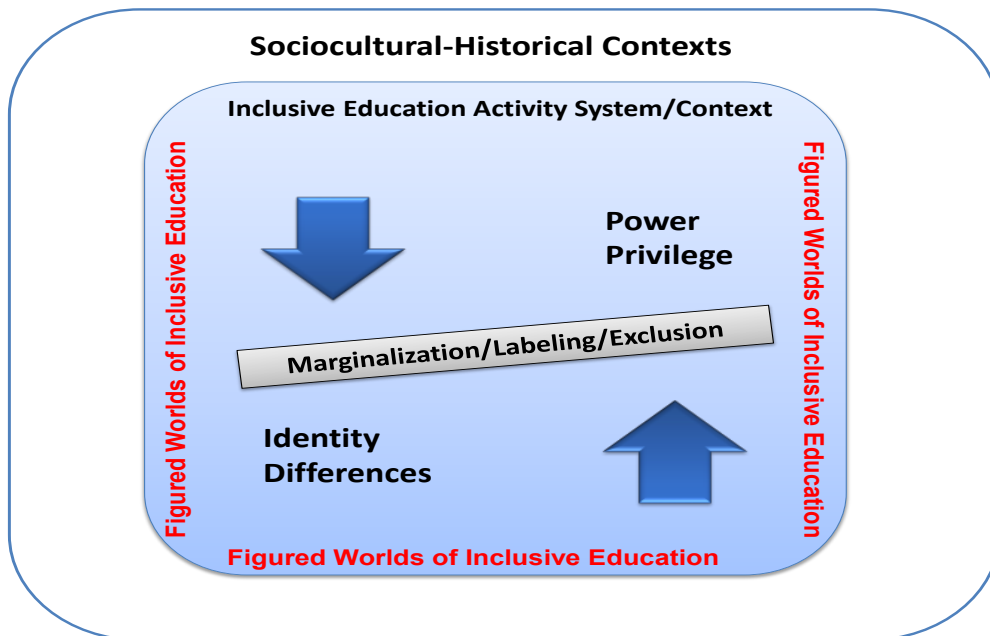 Sociocultural-Historical Contexts
Inclusive Education Activity System/Context
Figured Worlds of Inclusive Education
Power
Privilege
Figured Worlds of Inclusive Education
Marginalization/Labeling/Exclusion
Identity
Differences
Figured Worlds of Inclusive Education